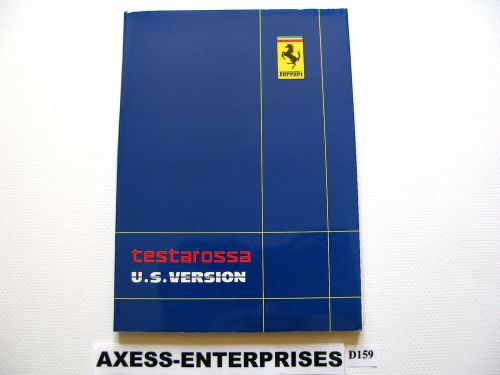 Ferrari
testarossa
U.S.VERSION
AXESS-ENTERPRISES D159